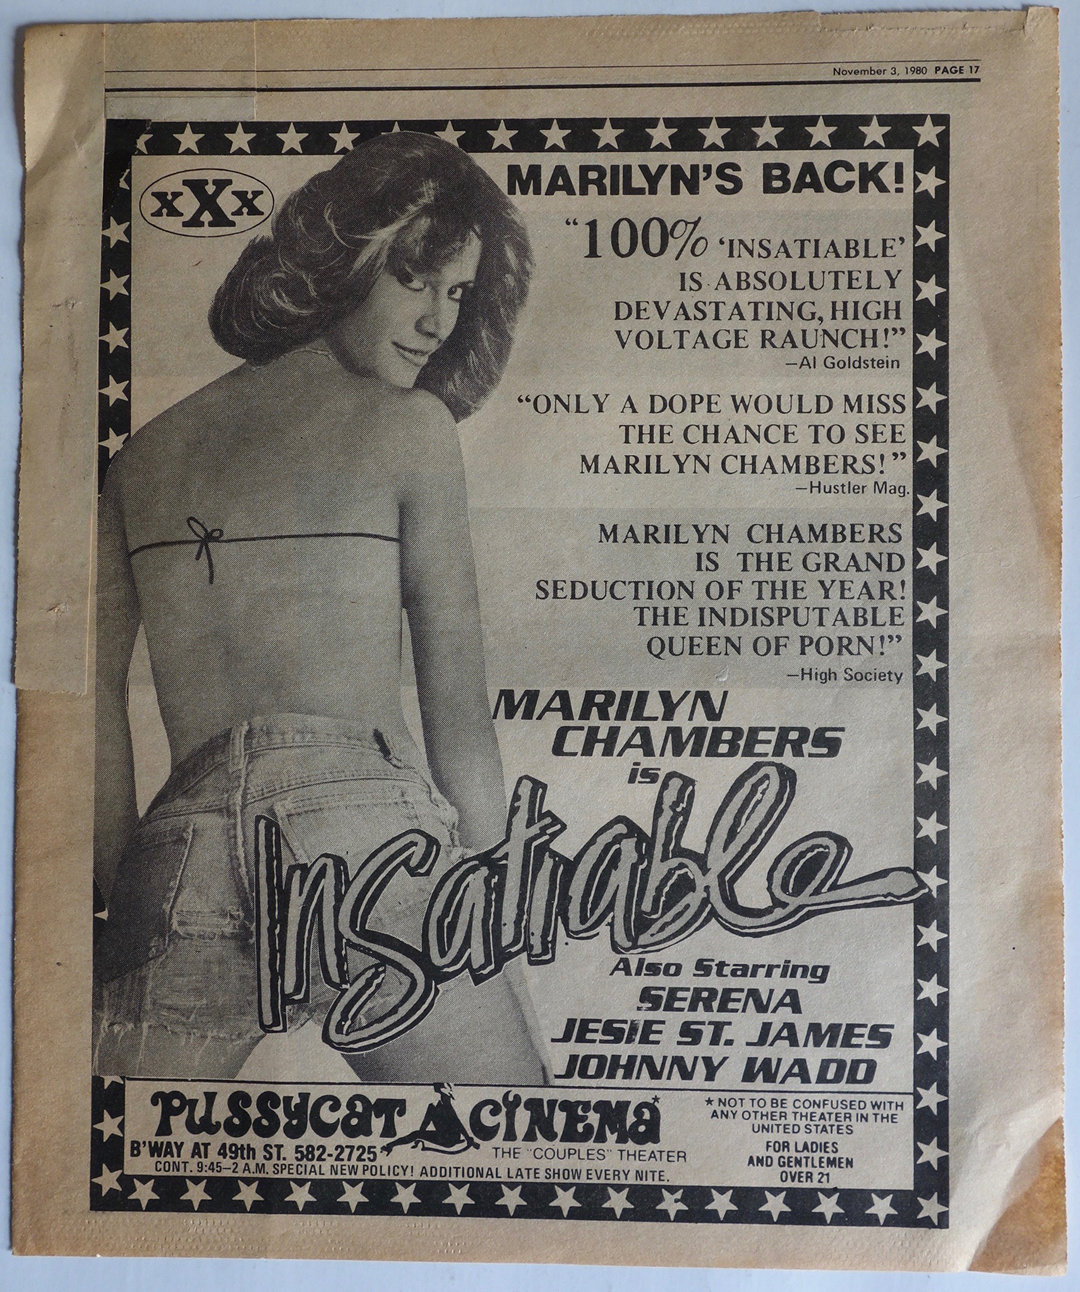 November 3, 1980 PAGE 17
XXX
MARILYN'S BACK!
“100% ‘INSATIABLE’
IS ABSOLUTELY
DEVASTATING, HIGH
VOLTAGE RAUNCH!”
—Al Goldstein
“ONLY A DOPE WOULD MISS
THE CHANCE TO SEE
MARILYN CHAMBERS!”
—Hustler Mag.
MARILYN CHAMBERS
IS THE GRAND
SEDUCTION OF THE YEAR!
THE INDISPUTABLE
QUEEN OF PORN!”
—High Society
MARILYN
CHAMBERS
is
Insatiable
Also Starring
SERENA
JESIE ST. JAMES
JOHNNY WADD
PUSSYCAT CINEMA*
B'WAY AT 49th ST. 582-2725
THE "COUPLES" THEATER
CONT. 9:45–2 A.M. SPECIAL NEW POLICY! ADDITIONAL LATE SHOW EVERY NITE.
* NOT TO BE CONFUSED WITH
ANY OTHER THEATER IN THE
UNITED STATES
FOR LADIES
AND GENTLEMEN
OVER 21